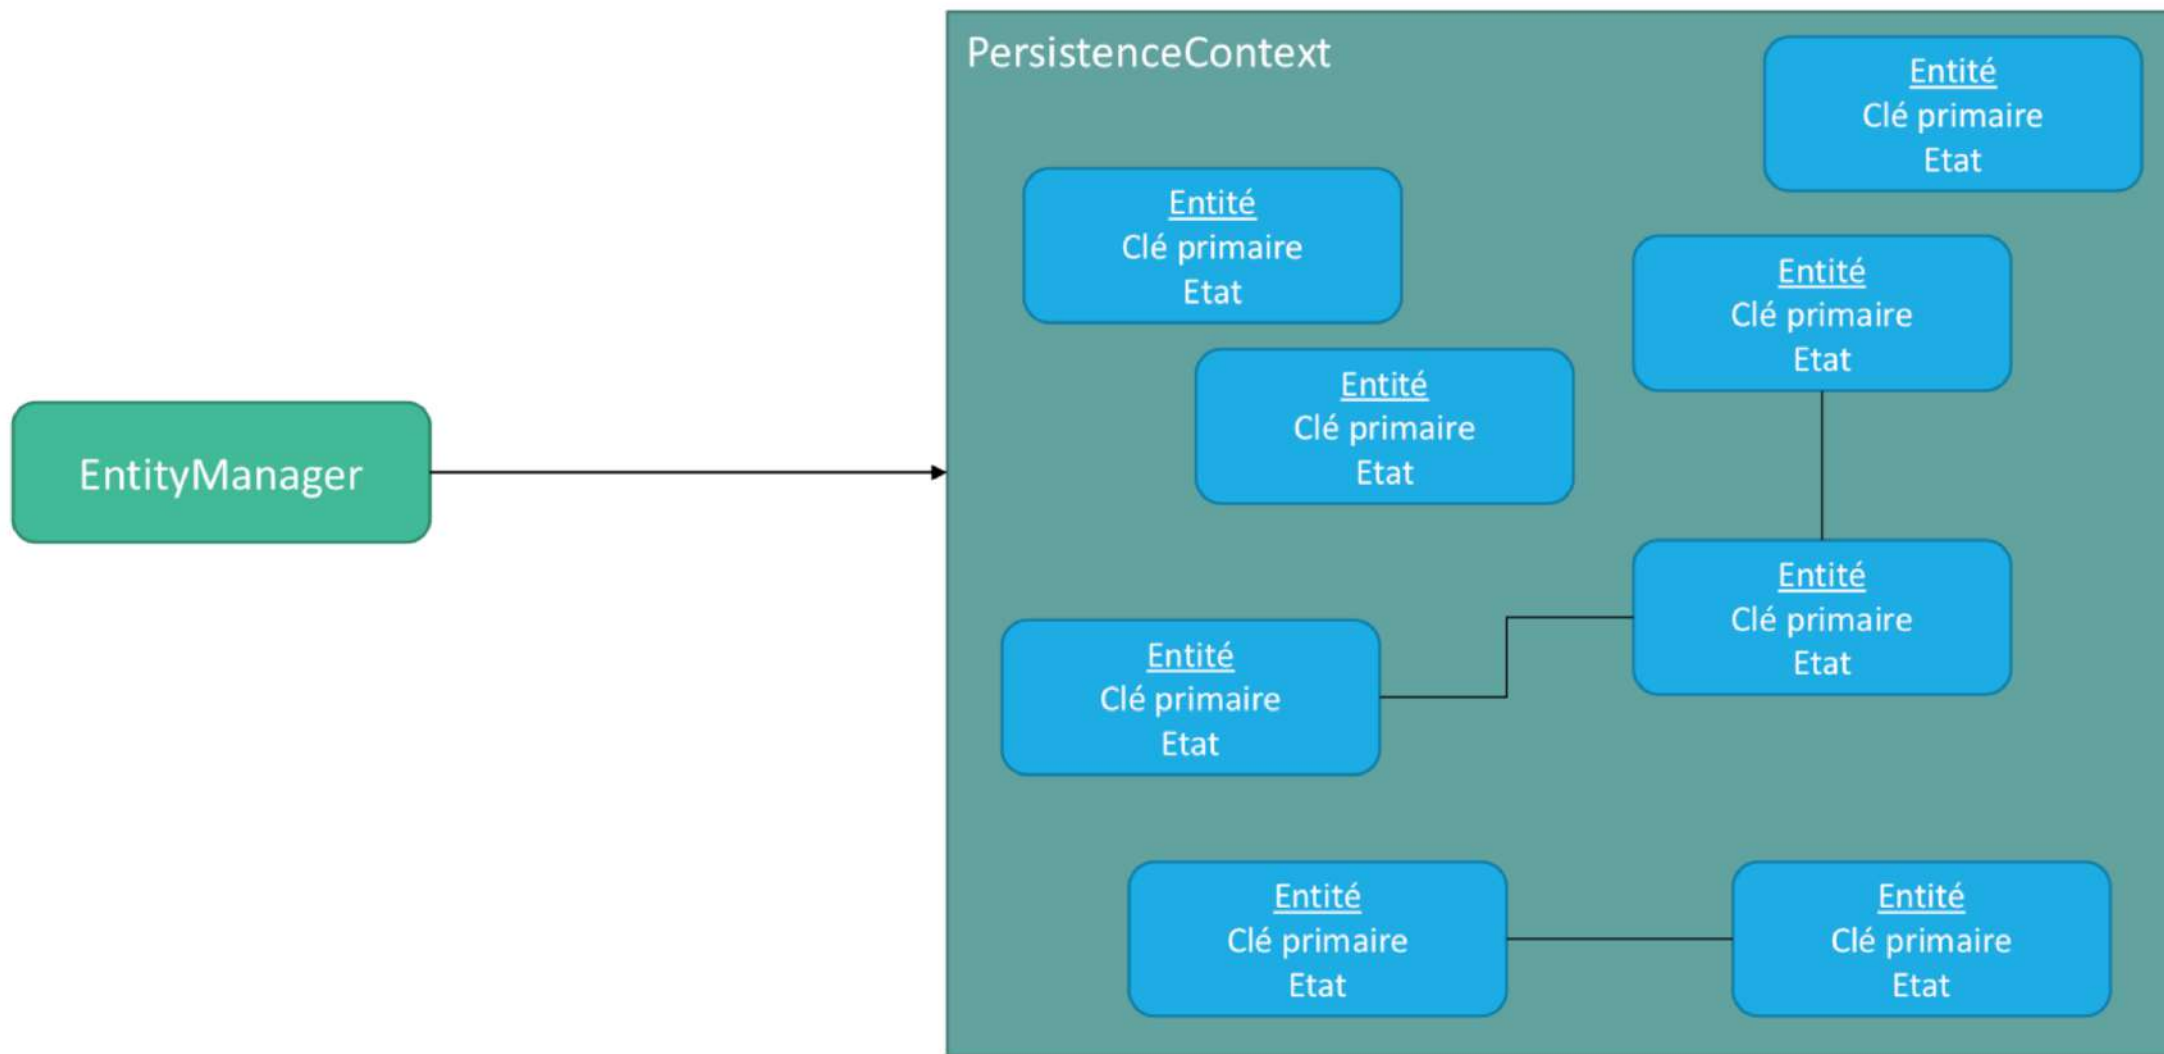 PersistenceContext
Entité
Clé primaire
Etat
Entité
Clé primaire
Etat
Entité
Clé primaire
Etat
Entité
Clé primaire
Etat
EntityManager
Entité
Clé primaire
Etat
Entité
Clé primaire
Etat
Entité
Clé primaire
Etat
Entité
Clé primaire
Etat